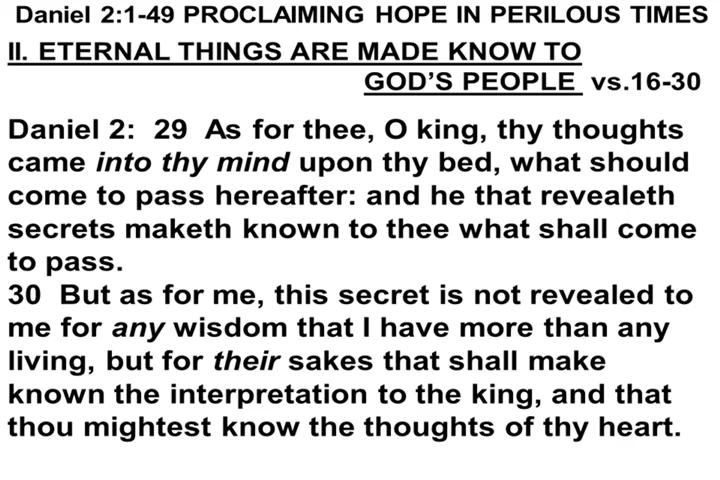 Daniel 2:1-49 PROCLAIMING HOPE IN PERILOUS TIMES
II. ETERNAL THINGS ARE MADE KNOW TO
GOD'S PEOPLE vs.16-30
Daniel 2: 29 As for thee, O king, thy thoughts
came into thy mind upon thy bed, what should
come to pass hereafter: and he that revealeth
secrets maketh known to thee what shall come
to pass.
30 But as for me, this secret is not revealed to
me for any wisdom that I have more than any
living, but for their sakes that shall make
known the interpretation to the king, and that
thou mightest know the thoughts of thy heart.